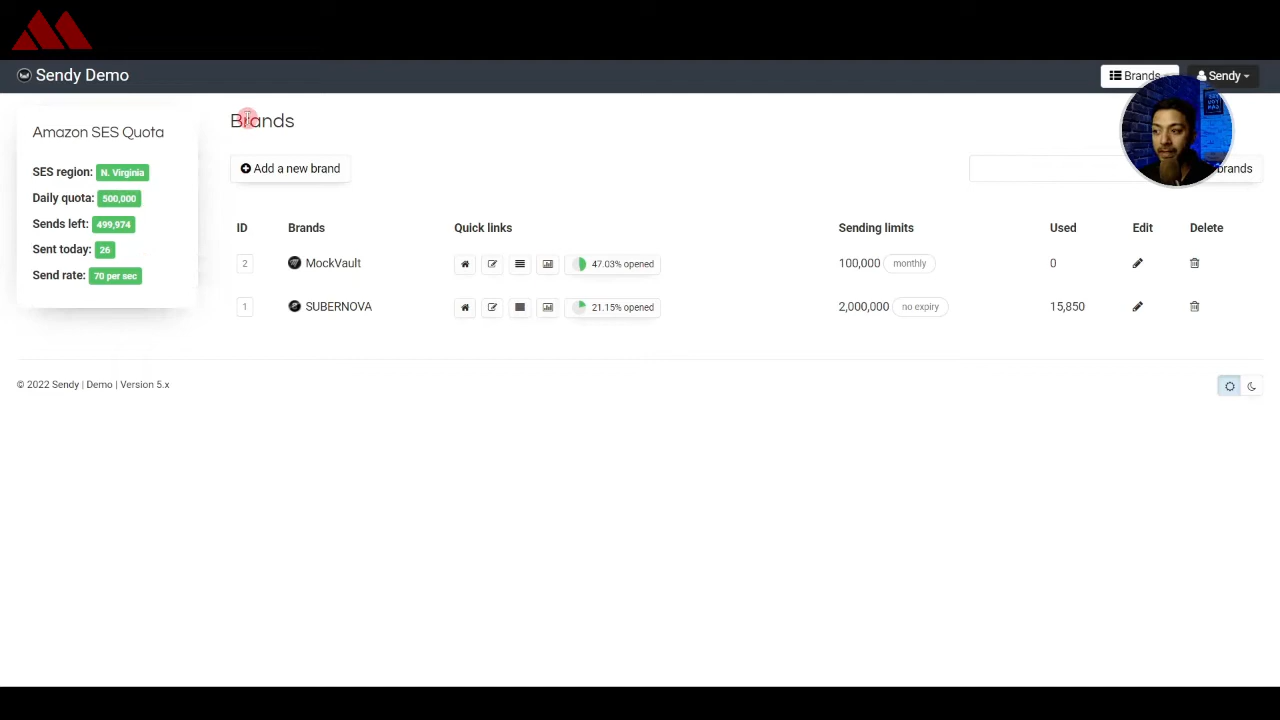 Sendy Demo
Brands
Sendy
Amazon SES Quota
SES region: N. Virginia
Daily quota: 500,000
Sends left: 499,974
Sent today: 26
Send rate: 70 per sec
Brands
Add a new brand
brands
ID Brands Quick links Sending limits Used Edit Delete
2 MockVault 47.03% opened 100,000 monthly 0
1 SUBERNOVA 21.15% opened 2,000,000 no expiry 15,850
© 2022 Sendy | Demo | Version 5.x